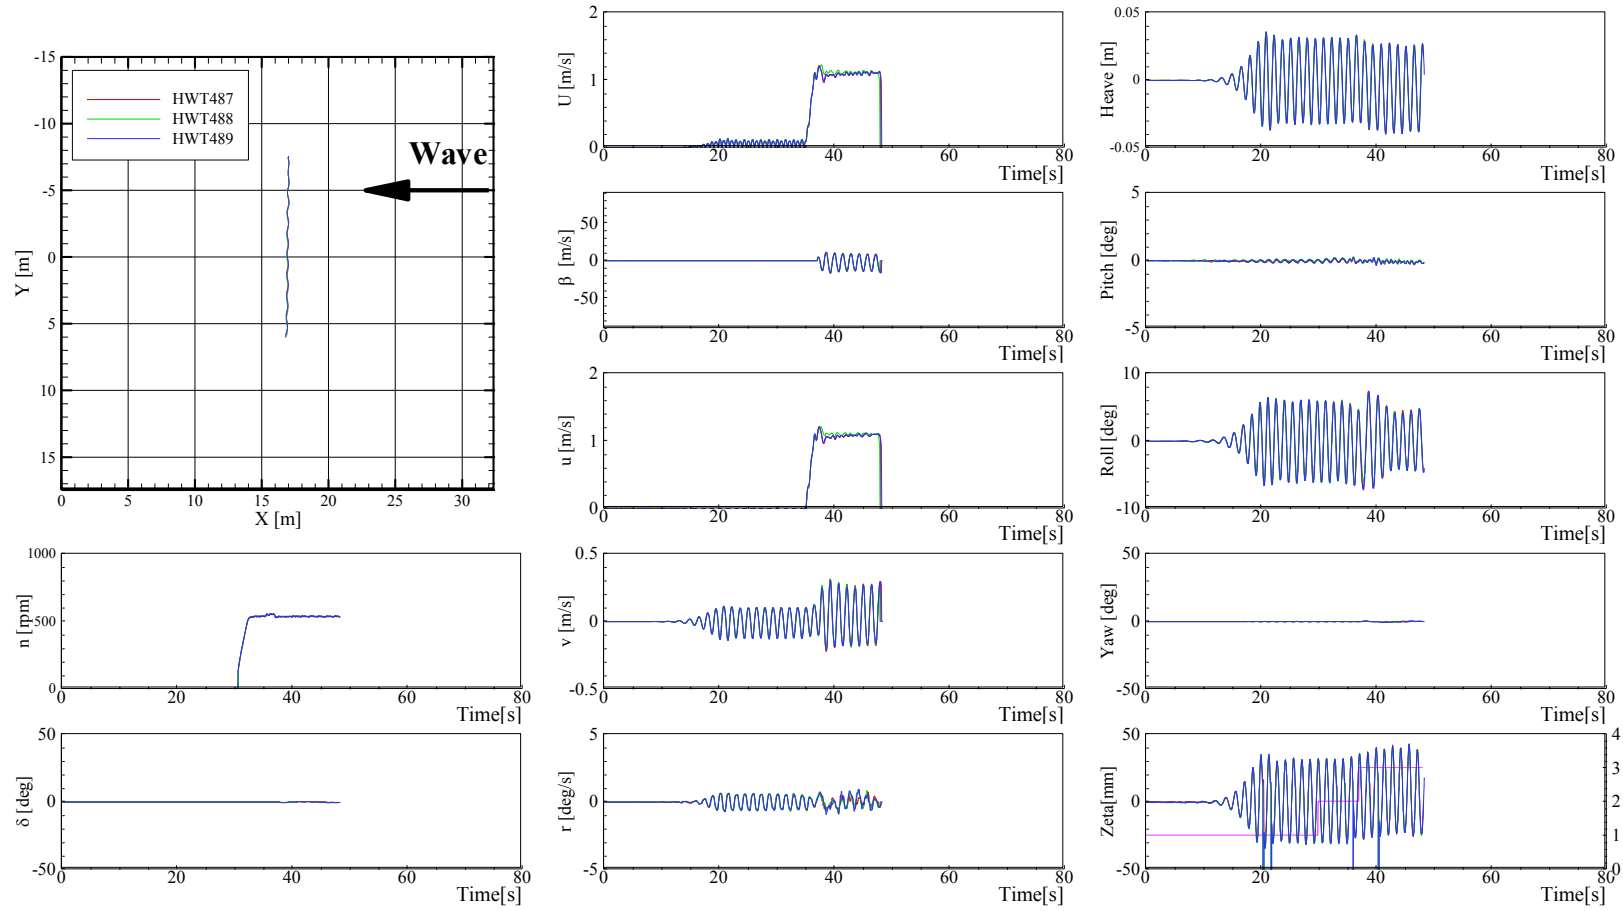 -15
-10
-5
0
5
10
15
Y [m]
HWT487
HWT488
HWT489
Wave
0 5 10 15 20 25 30
X [m]
2
1
0
U [m/s]
0 20 40 60 80
Time[s]
0.05
0
-0.05
Heave [m]
0 20 40 60 80
Time[s]
50
0
-50
β [m/s]
0 20 40 60 80
Time[s]
5
0
-5
Pitch [deg]
0 20 40 60 80
Time[s]
2
1
0
u [m/s]
0 20 40 60 80
Time[s]
10
0
-10
Roll [deg]
0 20 40 60 80
Time[s]
1000
500
0
n [rpm]
0 20 40 60 80
Time[s]
0.5
0
-0.5
v [m/s]
0 20 40 60 80
Time[s]
50
0
-50
Yaw [deg]
0 20 40 60 80
Time[s]
50
0
-50
δ [deg]
0 20 40 60 80
Time[s]
5
0
-5
r [deg/s]
0 20 40 60 80
Time[s]
50
0
-50
Zeta[mm]
4
3
2
1
0
0 20 40 60 80
Time[s]